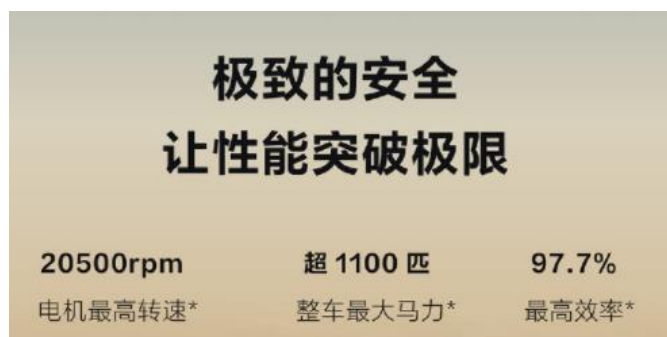 极致的安全
让性能突破极限
20500rpm 超 1100 匹 97.7%
电机最高转速* 整车最大马力* 最高效率*